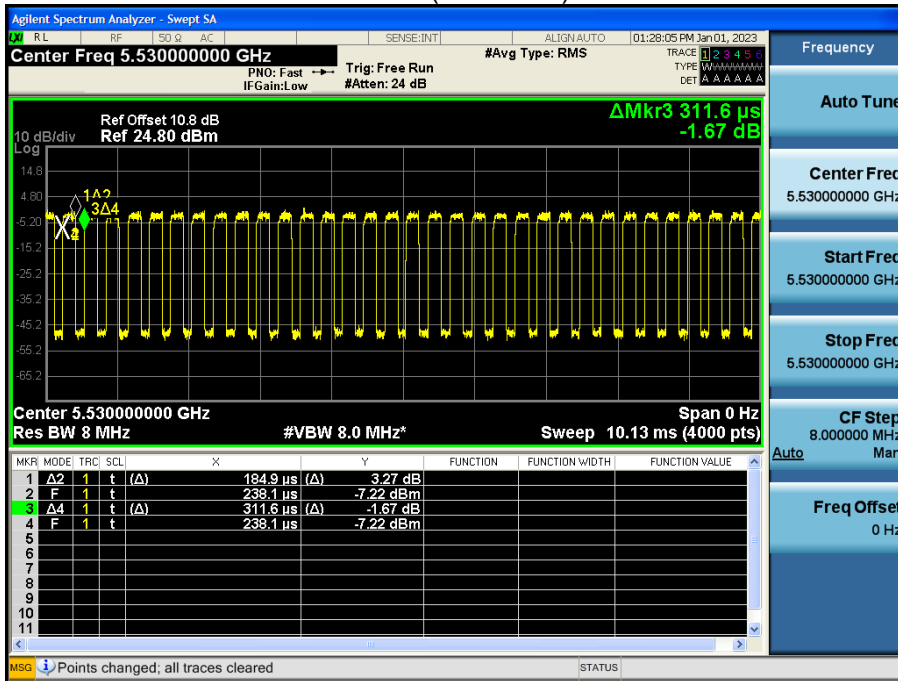 Agilent Spectrum Analyzer - Swept SA
LXI RL RF 50 Ω AC SENSE:INT ALIGNAUTO 01:28:05 PM Jan 01, 2023
Center Freq 5.530000000 GHz
PNO: Fast
IFGain:Low
Trig: Free Run
#Atten: 24 dB
#Avg Type: RMS
TRACE 1 2 3 4 5 6
TYPE WWWWWW
DET A A A A A A
Frequency
Auto Tune
Center Freq
5.530000000 GHz
Start Freq
5.530000000 GHz
Stop Freq
5.530000000 GHz
CF Step
8.000000 MHz
Auto Man
Freq Offset
0 Hz
ΔMkr3 311.6 µs
-1.67 dB
Ref Offset 10.8 dB
10 dB/div Ref 24.80 dBm
Log
14.8
4.80
-5.20
-15.2
-25.2
-35.2
-45.2
-55.2
-65.2
1Δ2
3Δ4
X
Center 5.530000000 GHz Span 0 Hz
Res BW 8 MHz #VBW 8.0 MHz* Sweep 10.13 ms (4000 pts)
MKR MODE TRC SCL X Y FUNCTION FUNCTION WIDTH FUNCTION VALUE
1 Δ2 1 t (Δ) 184.9 µs (Δ) 3.27 dB
2 F 1 t 238.1 µs -7.22 dBm
3 Δ4 1 t (Δ) 311.6 µs (Δ) -1.67 dB
4 F 1 t 238.1 µs -7.22 dBm
5
6
7
8
9
10
11
MSG Points changed; all traces cleared STATUS